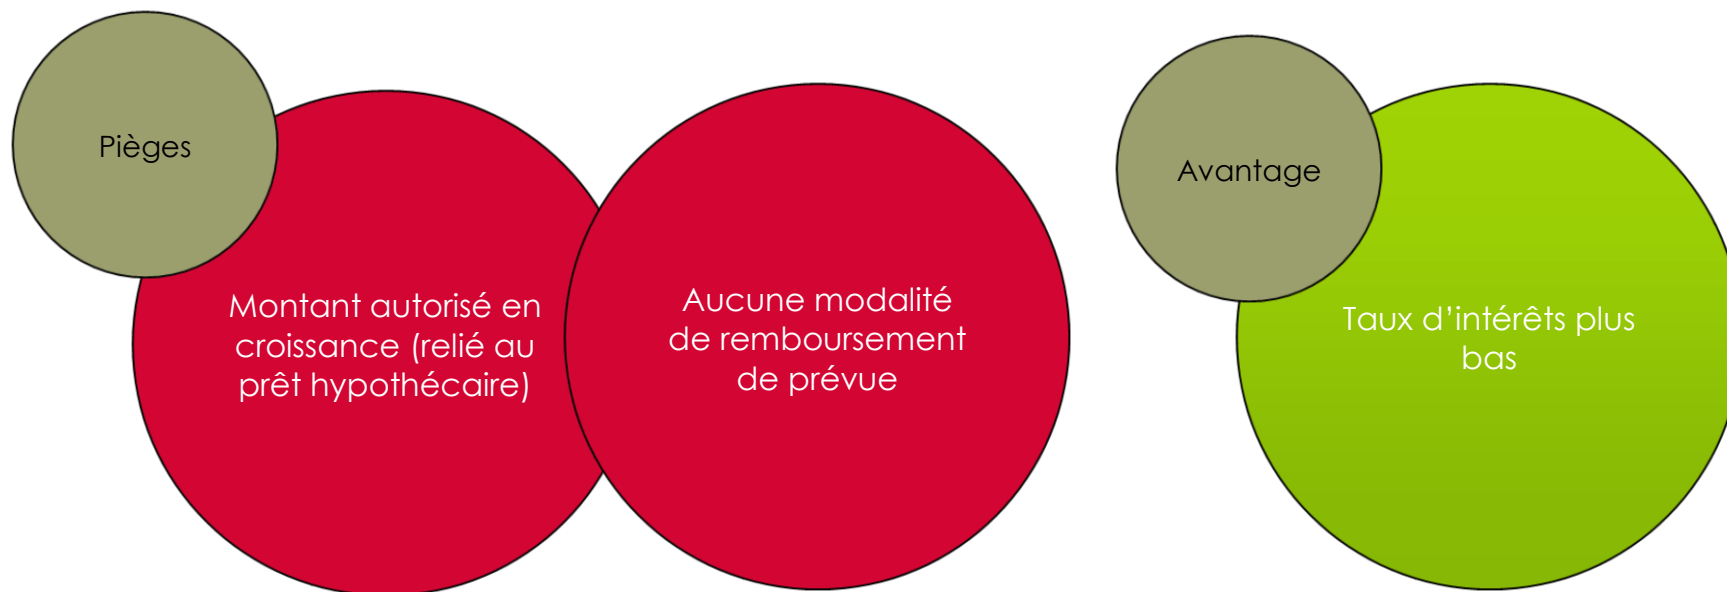 Pièges
Montant autorisé en
croissance (relié au
prêt hypothécaire)
Aucune modalité
de remboursement
de prévue
Avantage
Taux d’intérêts plus
bas